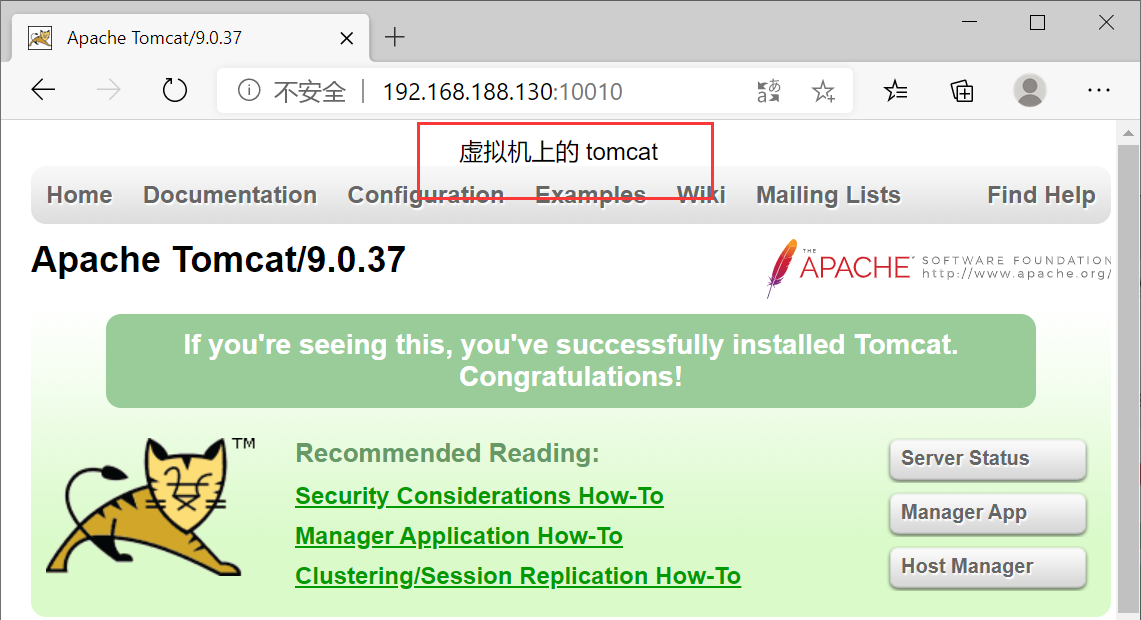 Apache Tomcat/9.0.37
不安全 192.168.188.130:10010
虚拟机上的 tomcat
Home Documentation Configuration Examples Wiki Mailing Lists Find Help
Apache Tomcat/9.0.37
THE APACHE SOFTWARE FOUNDATION
http://www.apache.org/
If you're seeing this, you've successfully installed Tomcat.
Congratulations!
TM
Recommended Reading:
Security Considerations How-To
Manager Application How-To
Clustering/Session Replication How-To
Server Status
Manager App
Host Manager